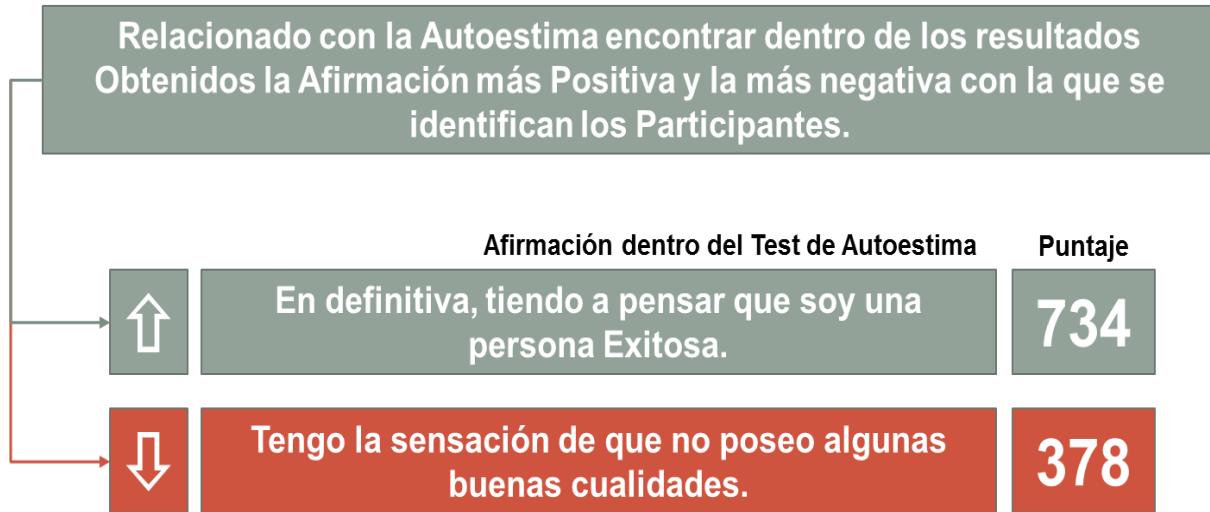 Relacionado con la Autoestima encontrar dentro de los resultados
Obtenidos la Afirmación más Positiva y la más negativa con la que se
identifican los Participantes.
Afirmación dentro del Test de Autoestima
Puntaje
En definitiva, tiendo a pensar que soy una
persona Exitosa.
734
Tengo la sensación de que no poseo algunas
buenas cualidades.
378